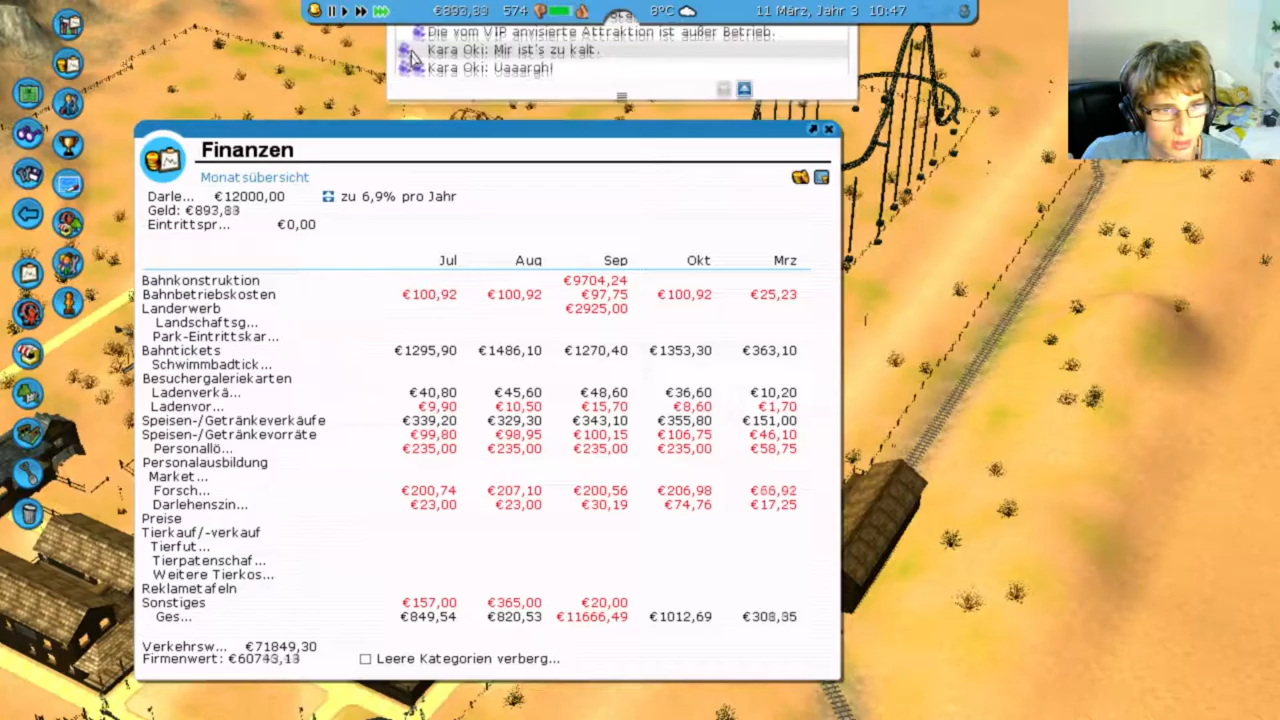 €893,83 574 8°C 11 März, Jahr 3 10:47
Die vom VIP anvisierte Attraktion ist außer Betrieb.
Kara Oki: Mir ist's zu kalt.
Kara Oki: Uaaargh!
Finanzen
Monatsübersicht
Darle... €12000,00 zu 6,9% pro Jahr
Geld: €893,83
Eintrittspr... €0,00
Jul Aug Sep Okt Mrz
Bahnkonstruktion €9704,24
Bahnbetriebskosten €100,92 €100,92 €97,75 €100,92 €25,23
Landerwerb €2925,00
Landschaftsg...
Park-Eintrittskar...
Bahntickets €1295,90 €1486,10 €1270,40 €1353,30 €363,10
Schwimmbadtick...
Besuchergaleriekarten
Ladenverkä... €40,80 €45,60 €48,60 €36,60 €10,20
Ladenvor... €9,90 €10,50 €15,70 €8,60 €1,70
Speisen-/Getränkeverkäufe €339,20 €329,30 €343,10 €355,80 €151,00
Speisen-/Getränkevorräte €99,80 €98,95 €100,15 €106,75 €46,10
Personallö... €235,00 €235,00 €235,00 €235,00 €58,75
Personalausbildung
Market...
Forsch... €200,74 €207,10 €200,56 €206,98 €66,92
Darlehenszin... €23,00 €23,00 €30,19 €74,76 €17,25
Preise
Tierkauf/-verkauf
Tierfut...
Tierpatenschaf...
Weitere Tierkos...
Reklametafeln
Sonstiges €157,00 €365,00 €20,00
Ges... €849,54 €820,53 €11666,49 €1012,69 €308,35
Verkehrsw... €71849,30
Firmenwert: €60743,13 Leere Kategorien verberg...